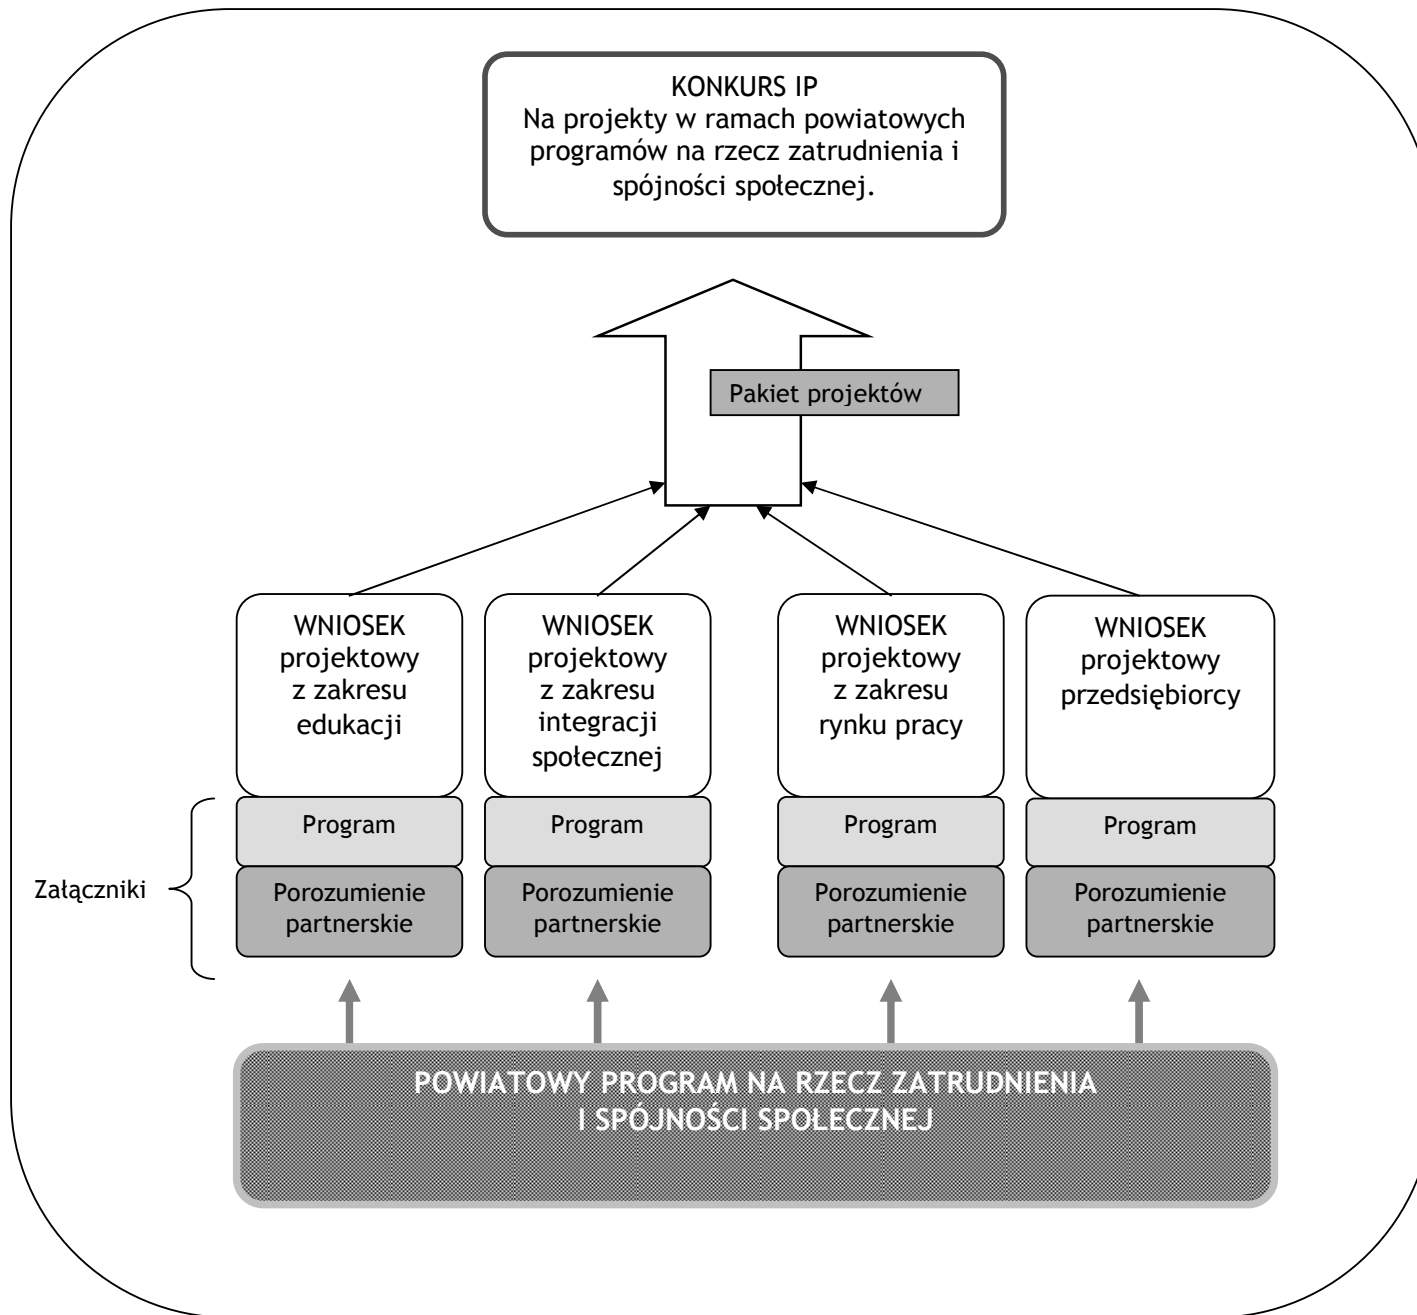 KONKURS IP
Na projekty w ramach powiatowych
programów na rzecz zatrudnienia i
spójności społecznej.
Pakiet projektów
WNIOSEK
projektowy
z zakresu
edukacji
WNIOSEK
projektowy
z zakresu
integracji
społecznej
WNIOSEK
projektowy
z zakresu
rynku pracy
WNIOSEK
projektowy
przedsiębiorcy
Program
Program
Program
Program
Załączniki
Porozumienie
partnerskie
Porozumienie
partnerskie
Porozumienie
partnerskie
Porozumienie
partnerskie
POWIATOWY PROGRAM NA RZECZ ZATRUDNIENIA
I SPÓJNOŚCI SPOŁECZNEJ